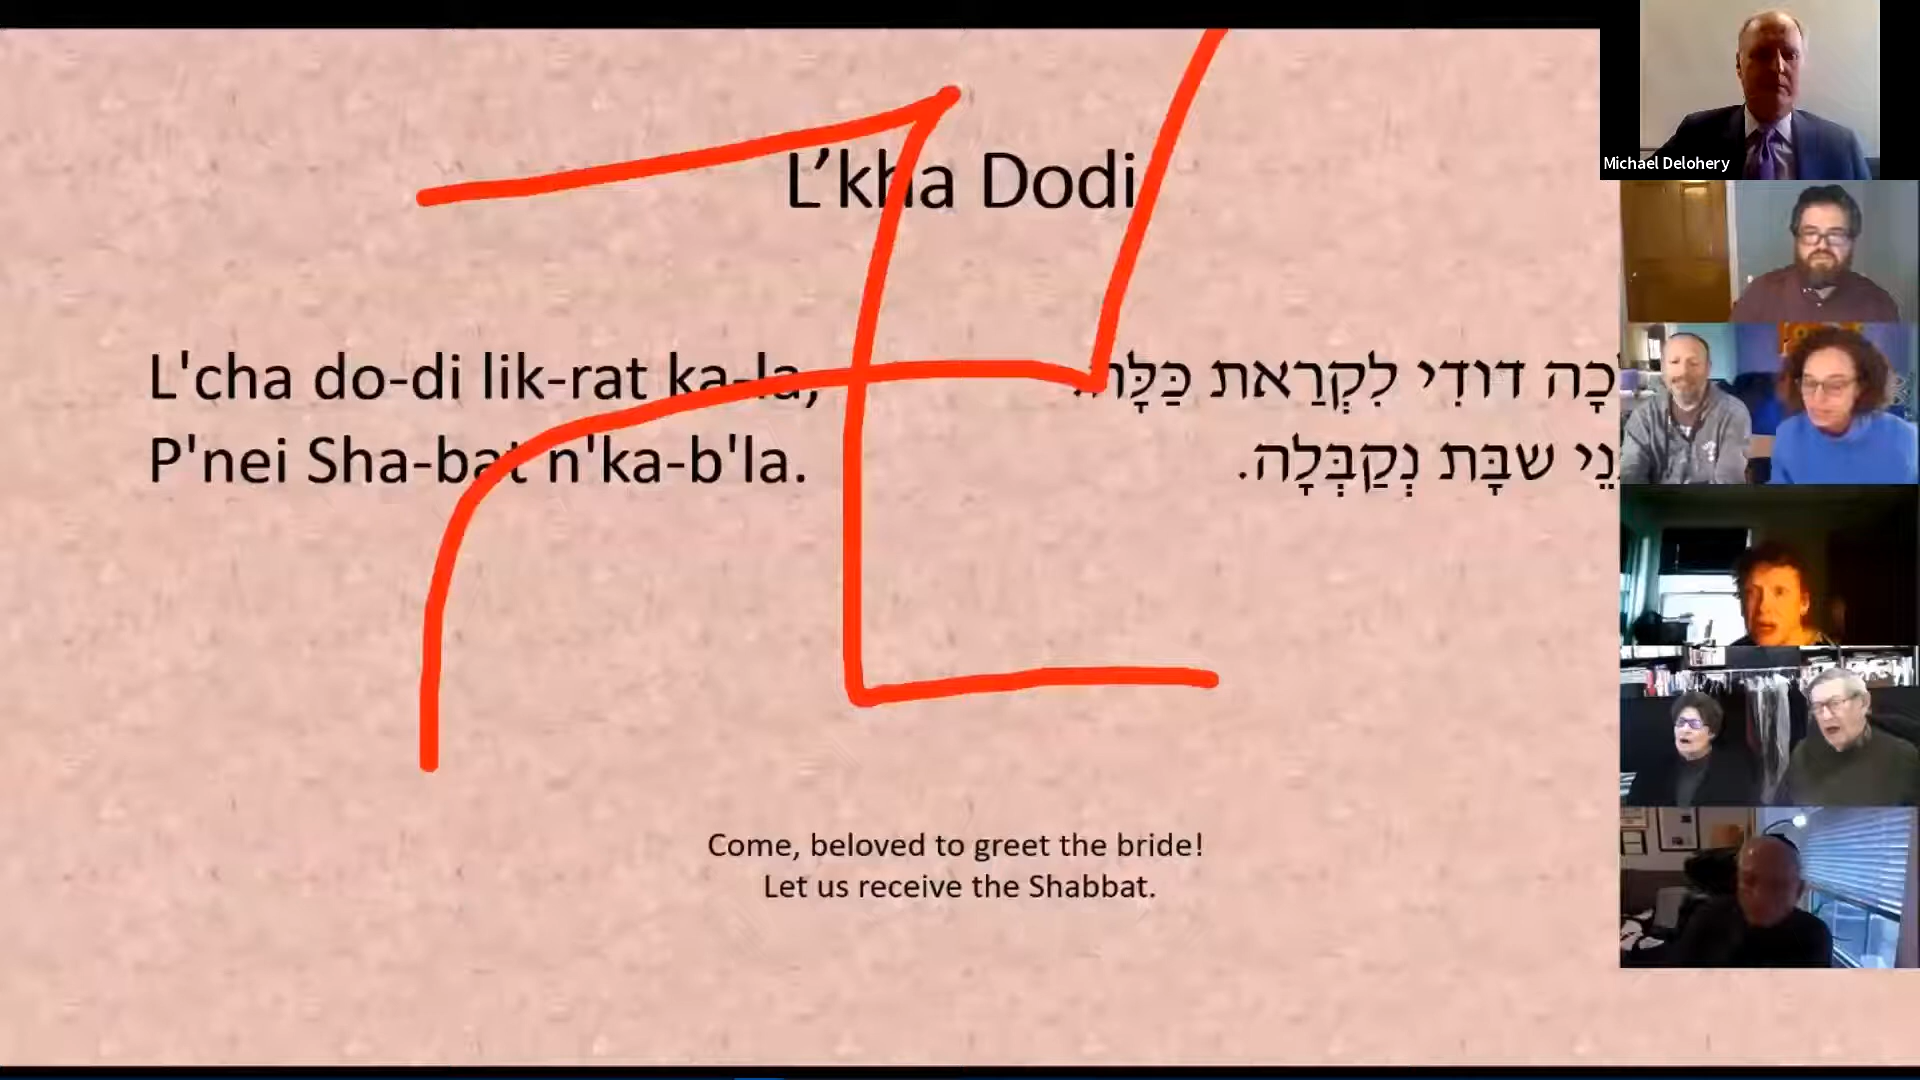 L’kha Dodi
Michael Delohery
L'cha do-di lik-rat ka-la,
P'nei Sha-bat n'ka-b'la.
דוֹדִי לִקְרַאת כַּלָּה
שבָּת נְקַבְּלָה.
Come, beloved to greet the bride!
Let us receive the Shabbat.